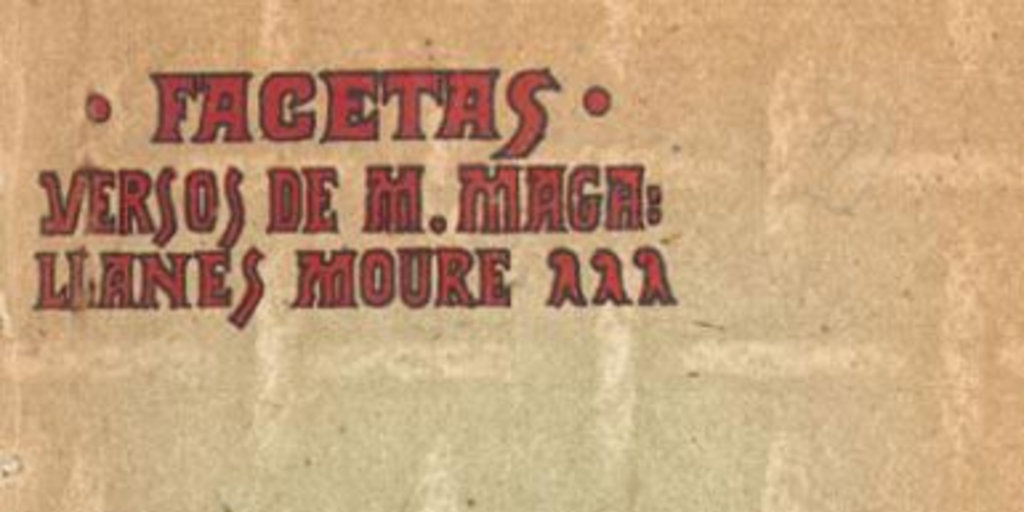 · FACETAS ·
VERSOS DE M. MAGA:
LLANES MOURE